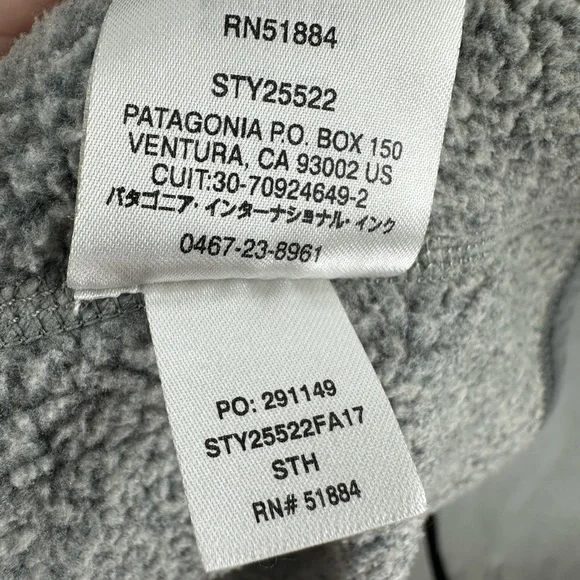 RN51884
STY25522
PATAGONIA P.O. BOX 150
VENTURA, CA 93002 US
CUIT:30-70924649-2
パタゴニア・インターナショナル・インク
0467-23-8961
PO: 291149
STY25522FA17
STH
RN# 51884